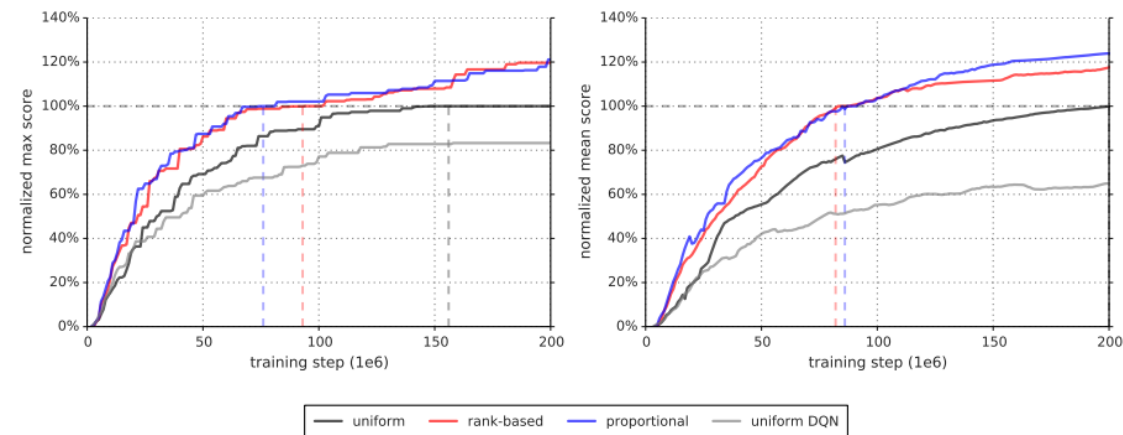 140%
120%
100%
80%
60%
40%
20%
0%
normalized max score
0 50 100 150 200
training step (1e6)
140%
120%
100%
80%
60%
40%
20%
0%
normalized mean score
0 50 100 150 200
training step (1e6)
uniform rank-based proportional uniform DQN